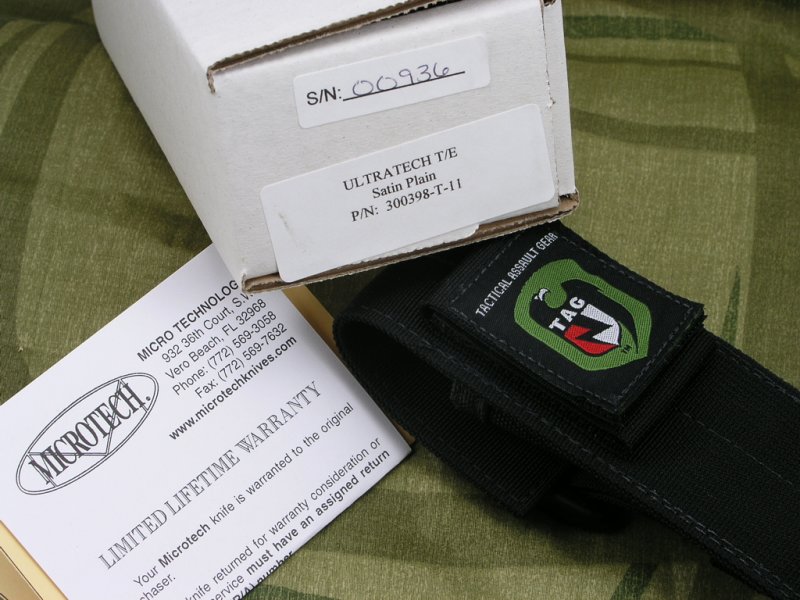 S/N: 00936
ULTRATECH T/E
Satin Plain
P/N: 300398-T-11
TACTICAL ASSAULT GEAR
TAG
TM
MICROTECH®
MICRO TECHNOLOG
932 36th Court, S.W.
Vero Beach, FL 32968
Phone: (772) 569-3058
Fax: (772) 569-7632
www.microtechknives.com
LIMITED LIFETIME WARRANTY
Your Microtech knife is warranted to the original
chaser.
knife returned for warranty consideration or
service must have an assigned return
number.